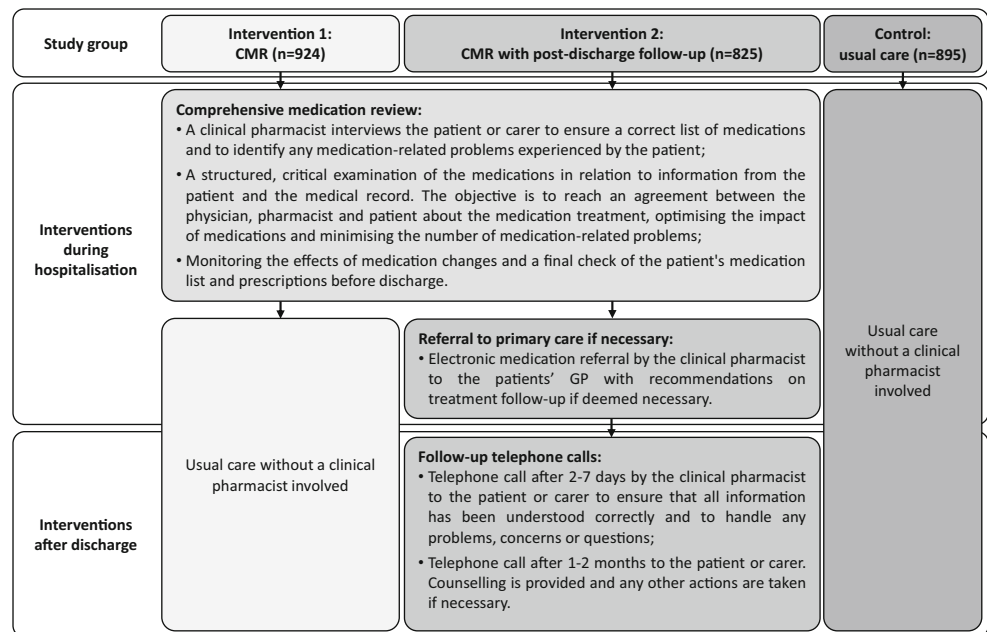 Study group
Intervention 1:
CMR (n=924)
Intervention 2:
CMR with post-discharge follow-up (n=825)
Control:
usual care (n=895)
Interventions
during
hospitalisation
Comprehensive medication review:
• A clinical pharmacist interviews the patient or carer to ensure a correct list of medications
and to identify any medication-related problems experienced by the patient;
• A structured, critical examination of the medications in relation to information from the
patient and the medical record. The objective is to reach an agreement between the
physician, pharmacist and patient about the medication treatment, optimising the impact
of medications and minimising the number of medication-related problems;
• Monitoring the effects of medication changes and a final check of the patient's medication
list and prescriptions before discharge.
Referral to primary care if necessary:
• Electronic medication referral by the clinical pharmacist
to the patients’ GP with recommendations on
treatment follow-up if deemed necessary.
Usual care
without a clinical
pharmacist
involved
Interventions
after discharge
Usual care without a clinical
pharmacist involved
Follow-up telephone calls:
• Telephone call after 2-7 days by the clinical pharmacist
to the patient or carer to ensure that all information
has been understood correctly and to handle any
problems, concerns or questions;
• Telephone call after 1-2 months to the patient or carer.
Counselling is provided and any other actions are taken
if necessary.